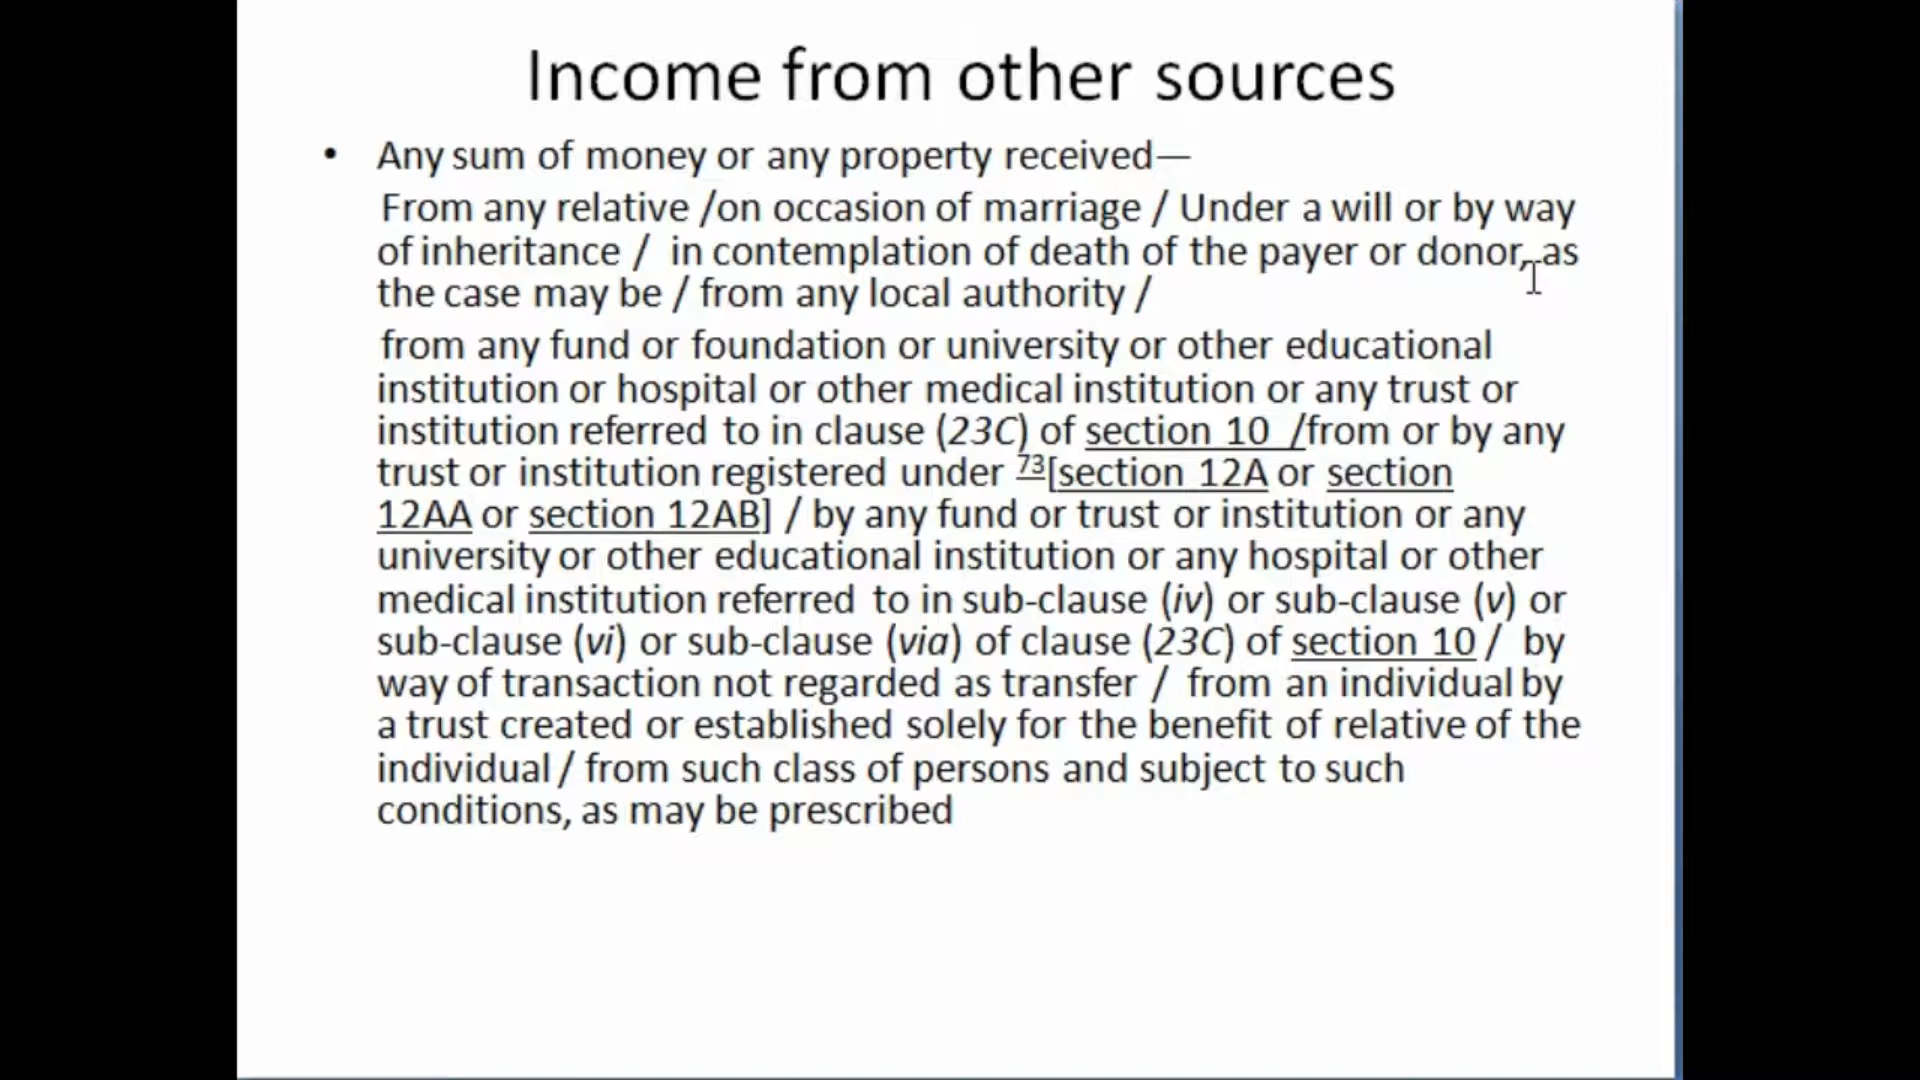 Income from other sources
• Any sum of money or any property received—
From any relative /on occasion of marriage / Under a will or by way
of inheritance / in contemplation of death of the payer or donor, as
the case may be / from any local authority /
from any fund or foundation or university or other educational
institution or hospital or other medical institution or any trust or
institution referred to in clause (23C) of section 10 /from or by any
trust or institution registered under 73[section 12A or section
12AA or section 12AB] / by any fund or trust or institution or any
university or other educational institution or any hospital or other
medical institution referred to in sub-clause (iv) or sub-clause (v) or
sub-clause (vi) or sub-clause (via) of clause (23C) of section 10 / by
way of transaction not regarded as transfer / from an individual by
a trust created or established solely for the benefit of relative of the
individual / from such class of persons and subject to such
conditions, as may be prescribed